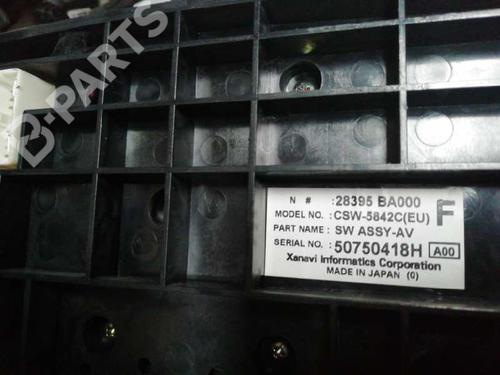 B-PARTS
N # : 28395 BA000
MODEL NO. : CSW-5842C(EU) F
PART NAME : SW ASSY-AV
SERIAL NO. : 50750418H A00
Xanavi Informatics Corporation
MADE IN JAPAN (0)